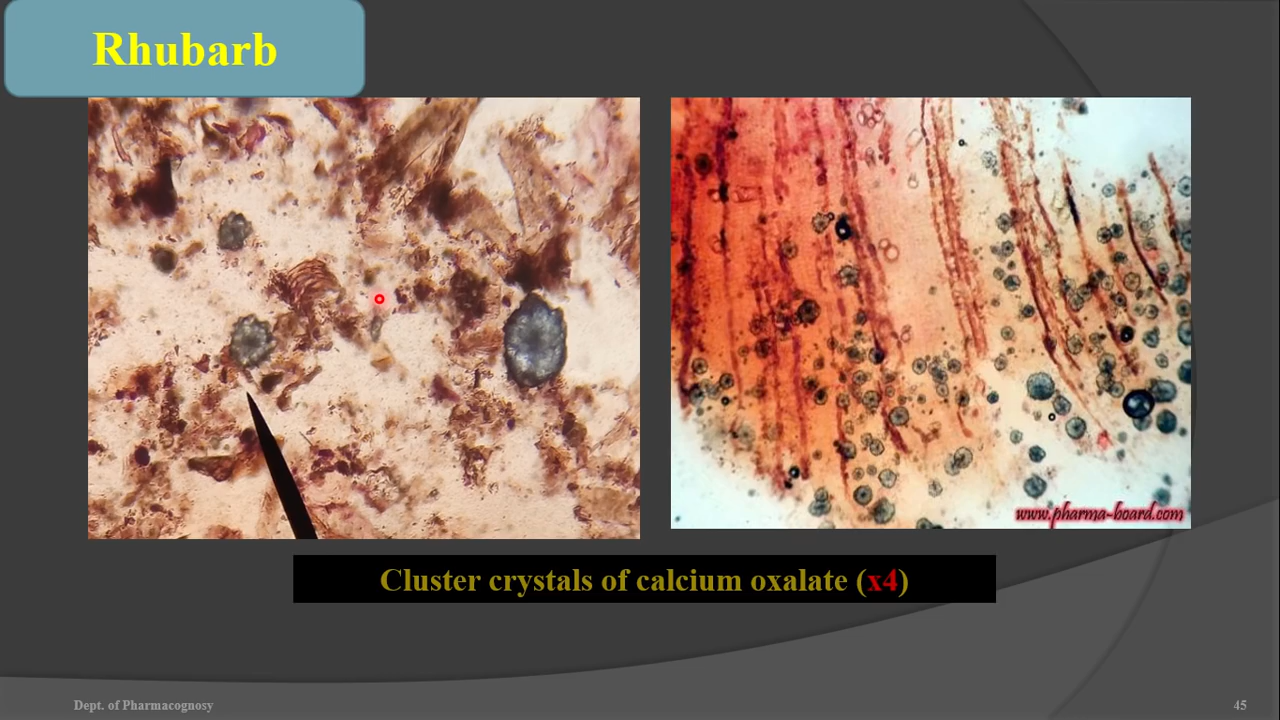 Rhubarb
www.pharma-board.com
Cluster crystals of calcium oxalate (x4)
Dept. of Pharmacognosy
45